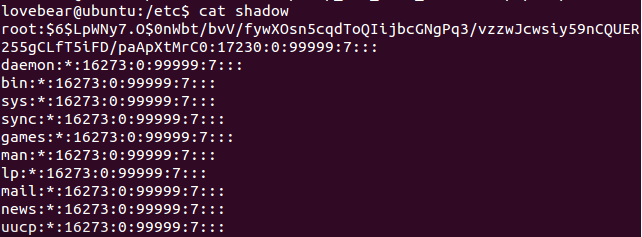 lovebear@ubuntu:/etc$ cat shadow
root:$6$LpWNy7.O$0nWbt/bvV/fywXOsn5cqdToQIijbcGNgPq3/vzzwJcwsiy59nCQUER
255gCLfT5iFD/paApXtMrC0:17230:0:99999:7:::
daemon:*:16273:0:99999:7:::
bin:*:16273:0:99999:7:::
sys:*:16273:0:99999:7:::
sync:*:16273:0:99999:7:::
games:*:16273:0:99999:7:::
man:*:16273:0:99999:7:::
lp:*:16273:0:99999:7:::
mail:*:16273:0:99999:7:::
news:*:16273:0:99999:7:::
uucp:*:16273:0:99999:7:::